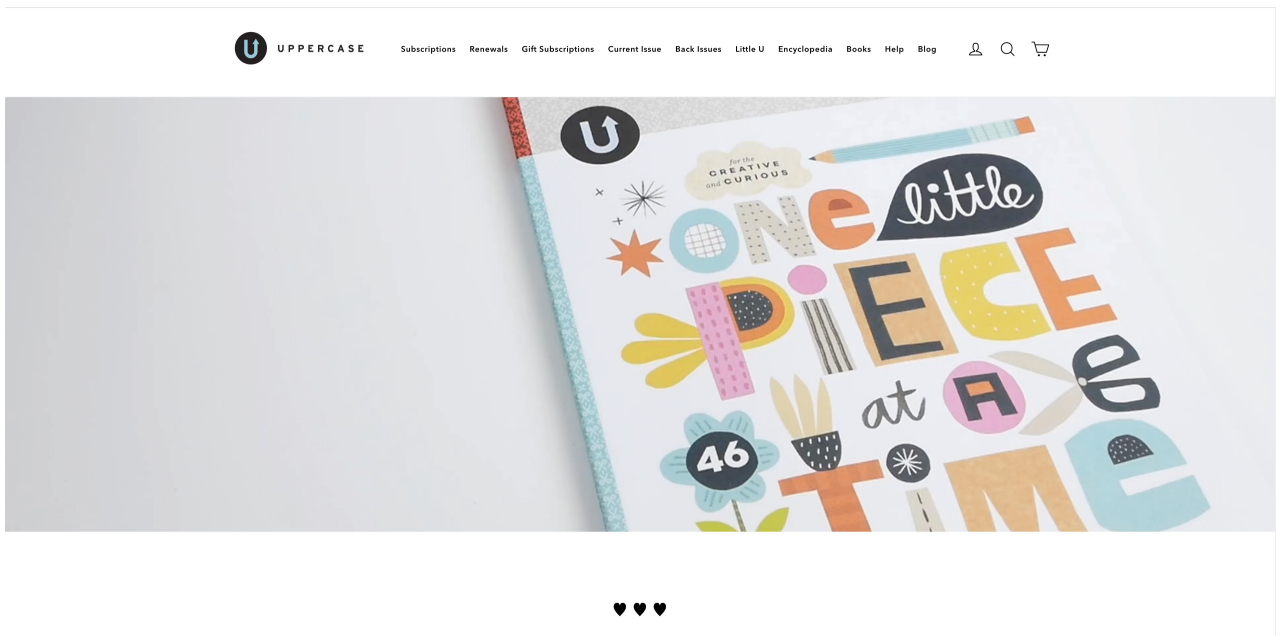 UPPERCASE
Subscriptions Renewals Gift Subscriptions Current Issue Back Issues Little U Encyclopedia Books Help Blog
U
for the
CREATIVE
and CURIOUS
ONe little
PiECE
at A
TiMe
46